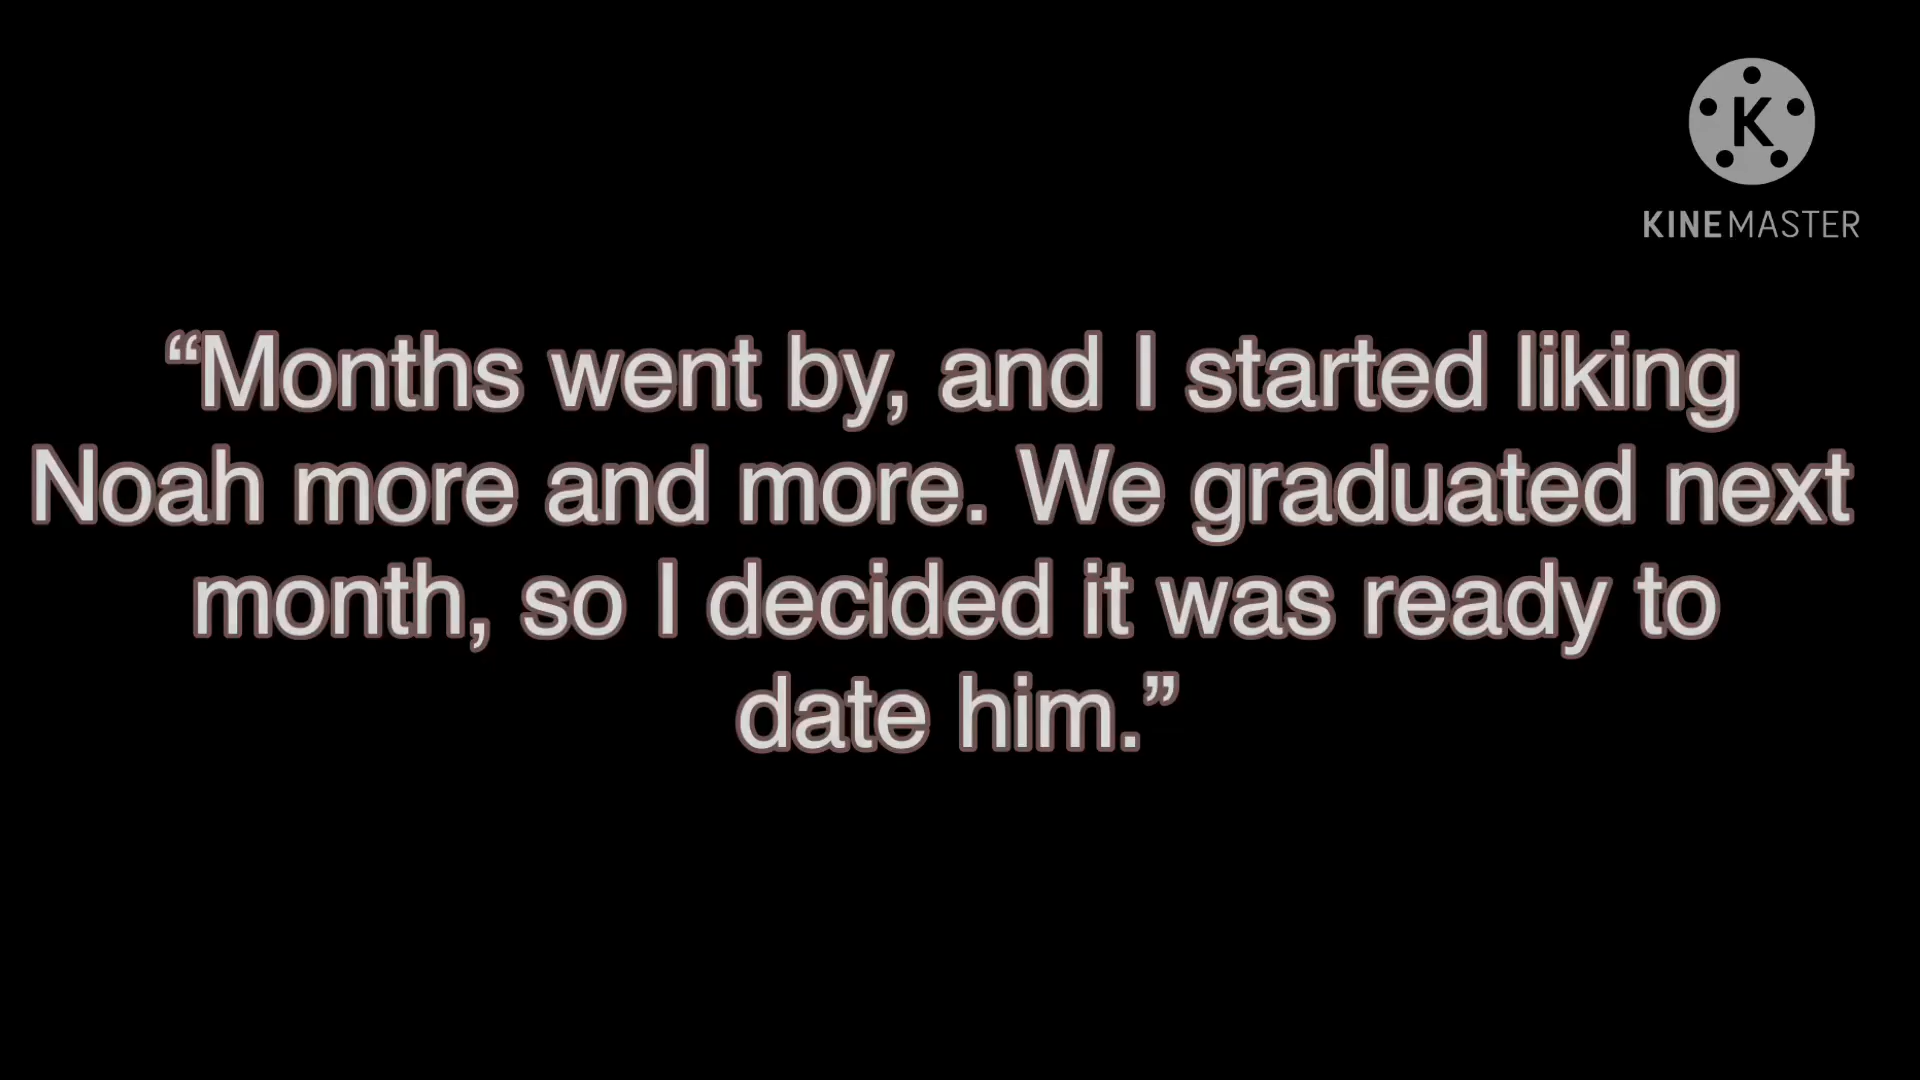 K
KINEMASTER
“Months went by, and I started liking
Noah more and more. We graduated next
month, so I decided it was ready to
date him.”